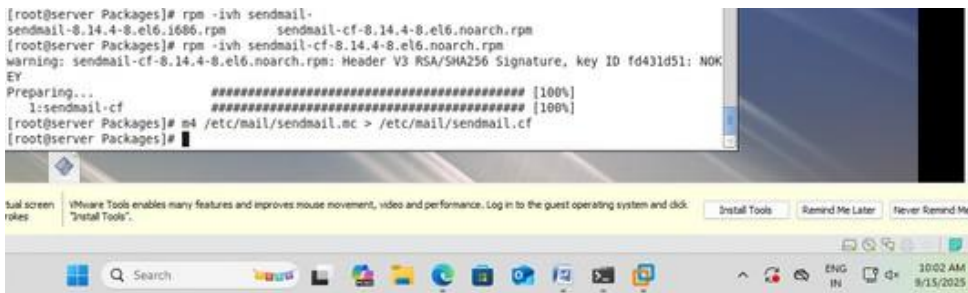 [root@server Packages]# rpm -ivh sendmail-
sendmail-8.14.4-8.el6.i686.rpm sendmail-cf-8.14.4-8.el6.noarch.rpm
[root@server Packages]# rpm -ivh sendmail-cf-8.14.4-8.el6.noarch.rpm
warning: sendmail-cf-8.14.4-8.el6.noarch.rpm: Header V3 RSA/SHA256 Signature, key ID fd431d51: NOK
EY
Preparing... ########################################### [100%]
1:sendmail-cf ########################################### [100%]
[root@server Packages]# m4 /etc/mail/sendmail.mc > /etc/mail/sendmail.cf
[root@server Packages]#
tual screen
okes
VMware Tools enables many features and improves mouse movement, video and performance. Log in to the guest operating system and click
"Install Tools".
Install Tools
Remind Me Later
Never Remind Me
Search
ENG
IN
10:02 AM
9/15/2025